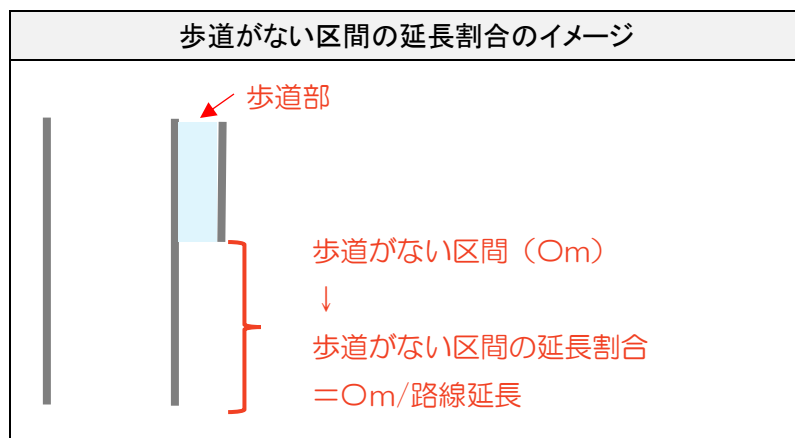 歩道がない区間の延長割合のイメージ
歩道部
歩道がない区間（〇m）
↓
歩道がない区間の延長割合
＝〇m/路線延長